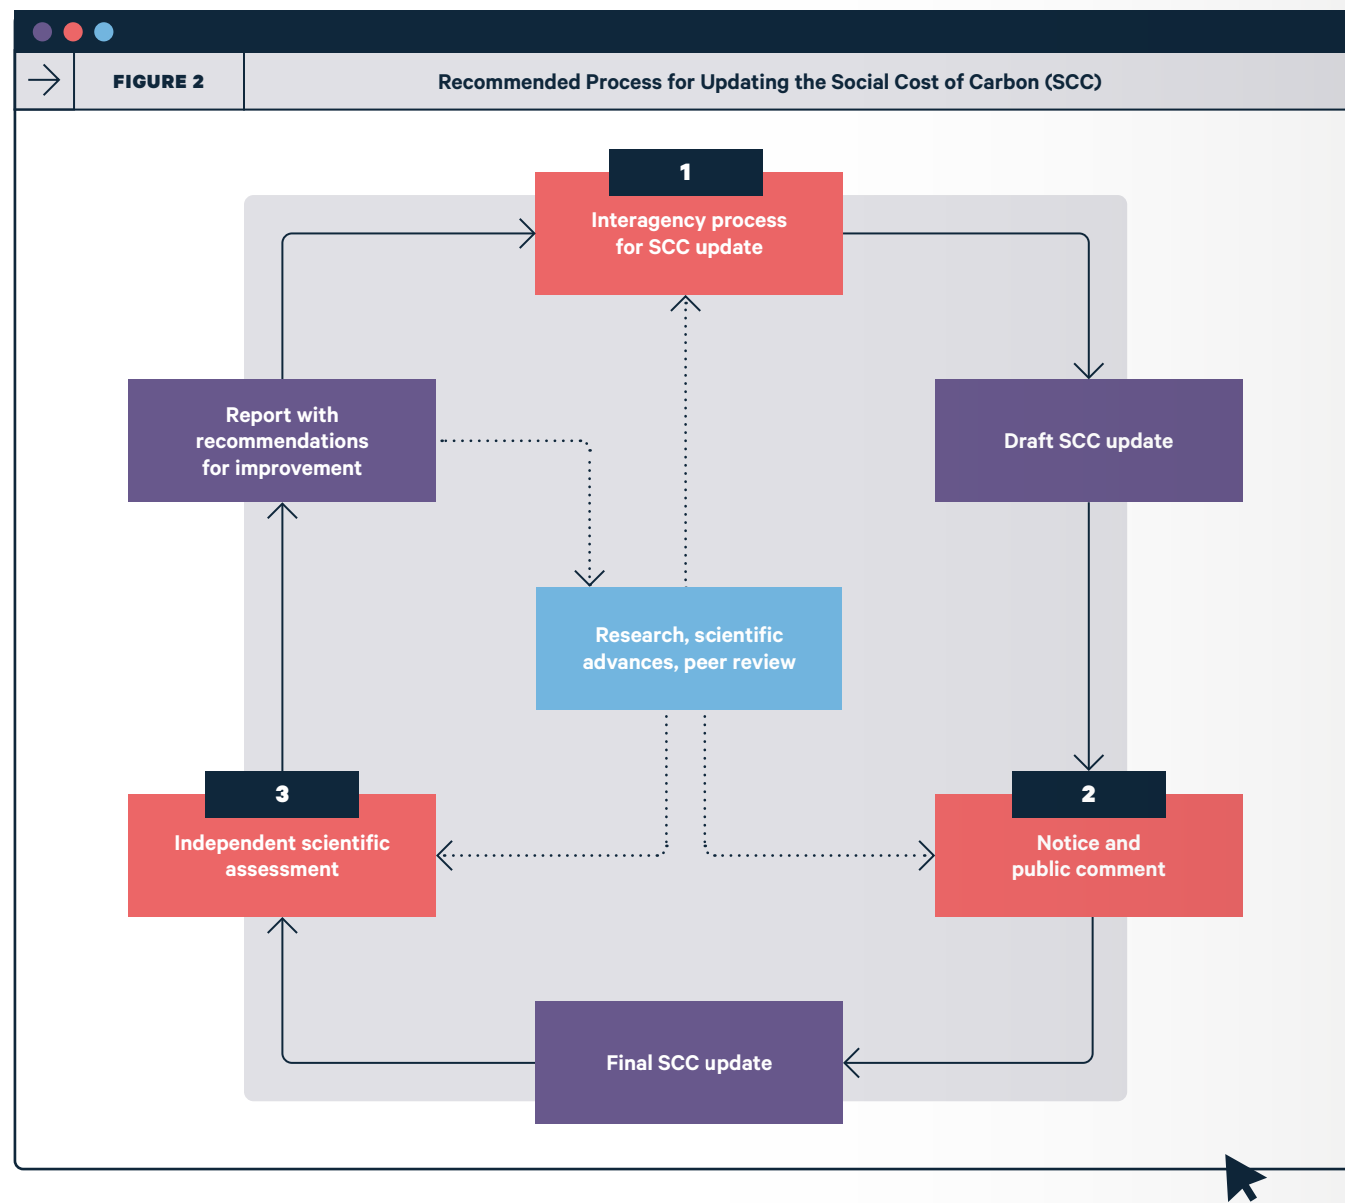 FIGURE 2
Recommended Process for Updating the Social Cost of Carbon (SCC)
1
Interagency process
for SCC update
Report with
recommendations
for improvement
Draft SCC update
Research, scientific
advances, peer review
3
Independent scientific
assessment
2
Notice and
public comment
Final SCC update